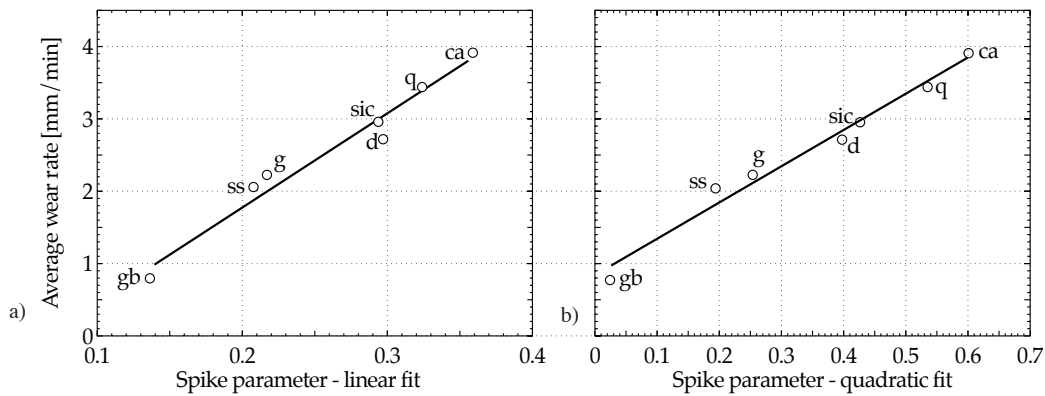 Average wear rate [mm/min]
4
3
2
1
0
ca
q
sic
d
g
ss
gb
a)
0.1 0.2 0.3 0.4
Spike parameter - linear fit
ca
q
sic
d
g
ss
gb
b)
0 0.1 0.2 0.3 0.4 0.5 0.6 0.7
Spike parameter - quadratic fit